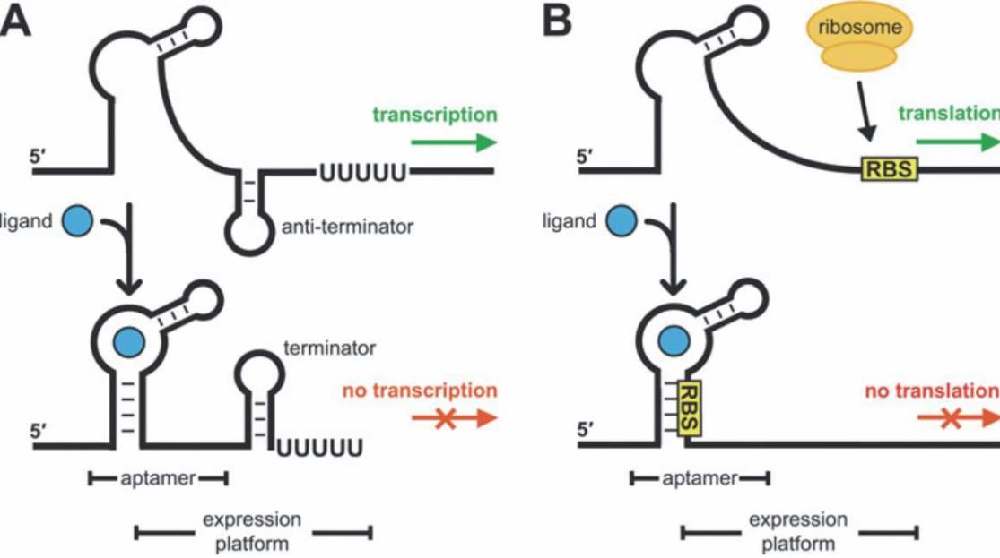 A
transcription
5′
UUUUU
ligand
anti-terminator
terminator
no transcription
5′
UUUUU
aptamer
expression
platform
B
ribosome
translation
5′
RBS
ligand
no translation
5′
RBS
aptamer
expression
platform